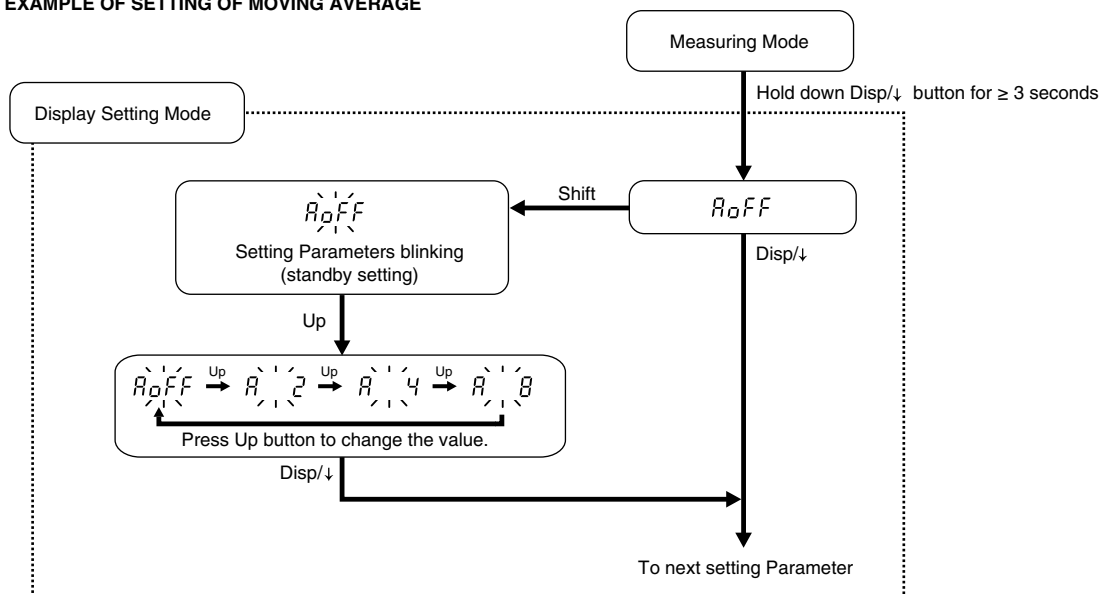 EXAMPLE OF SETTING OF MOVING AVERAGE
Measuring Mode
Hold down Disp/↓ button for ≥ 3 seconds
Display Setting Mode
AoFF
Shift
AoFF
Setting Parameters blinking
(standby setting)
Disp/↓
Up
AoFF Up A 2 Up A 4 Up A 8
Press Up button to change the value.
Disp/↓
To next setting Parameter